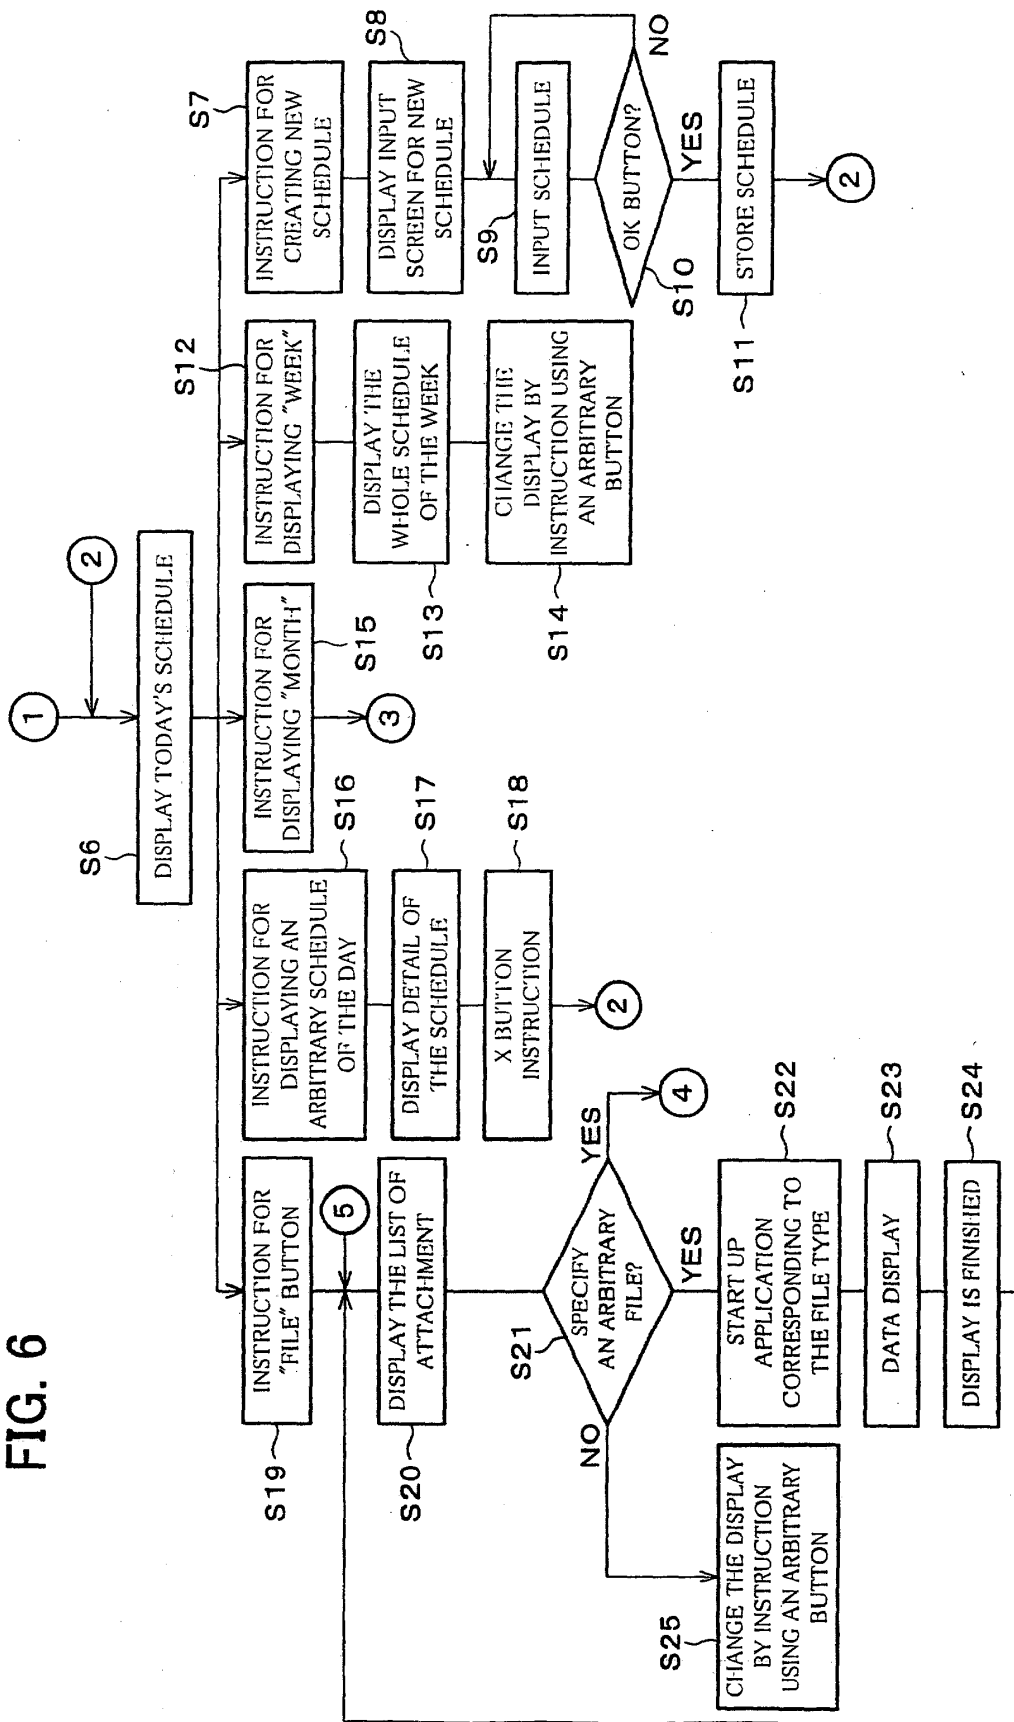 FIG. 6
1
2
S6
DISPLAY TODAY'S SCHEDULE
S19
INSTRUCTION FOR
"FILE" BUTTON
5
S20
DISPLAY THE LIST OF
ATTACHMENT
S21
SPECIFY
AN ARBITRARY
FILE?
NO
YES
4
YES
S25
CHANGE THE DISPLAY
BY INSTRUCTION
USING AN ARBITRARY
BUTTON
START UP
APPLICATION
CORRESPONDING TO
THE FILE TYPE
S22
DATA DISPLAY
S23
DISPLAY IS FINISHED
S24
INSTRUCTION FOR
DISPLAYING AN
ARBITRARY SCHEDULE
OF THE DAY
S16
DISPLAY DETAIL OF
THE SCHEDULE
S17
X BUTTON
INSTRUCTION
S18
2
INSTRUCTION FOR
DISPLAYING "MONTH"
S15
3
S12
INSTRUCTION FOR
DISPLAYING "WEEK"
DISPLAY THE
WHOLE SCHEDULE
OF THE WEEK
S13
CHANGE THE
DISPLAY BY
INSTRUCTION USING
AN ARBITRARY
BUTTON
S14
S7
INSTRUCTION FOR
CREATING NEW
SCHEDULE
S8
DISPLAY INPUT
SCREEN FOR NEW
SCHEDULE
S9
INPUT SCHEDULE
OK BUTTON?
NO
S10
YES
STORE SCHEDULE
S11
2